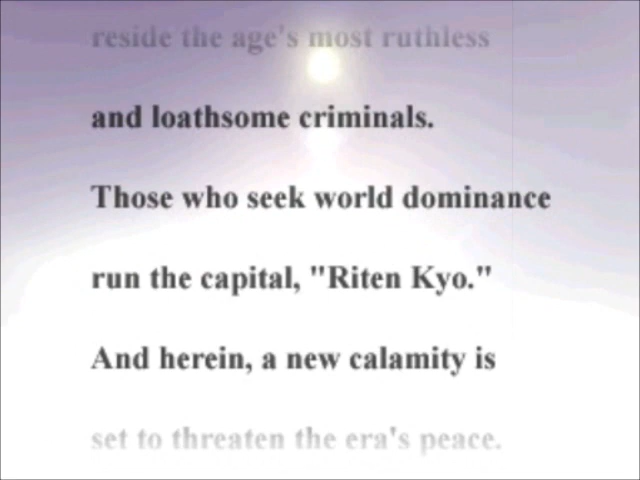 reside the age's most ruthless
and loathsome criminals.
Those who seek world dominance
run the capital, "Riten Kyo."
And herein, a new calamity is
set to threaten the era's peace.